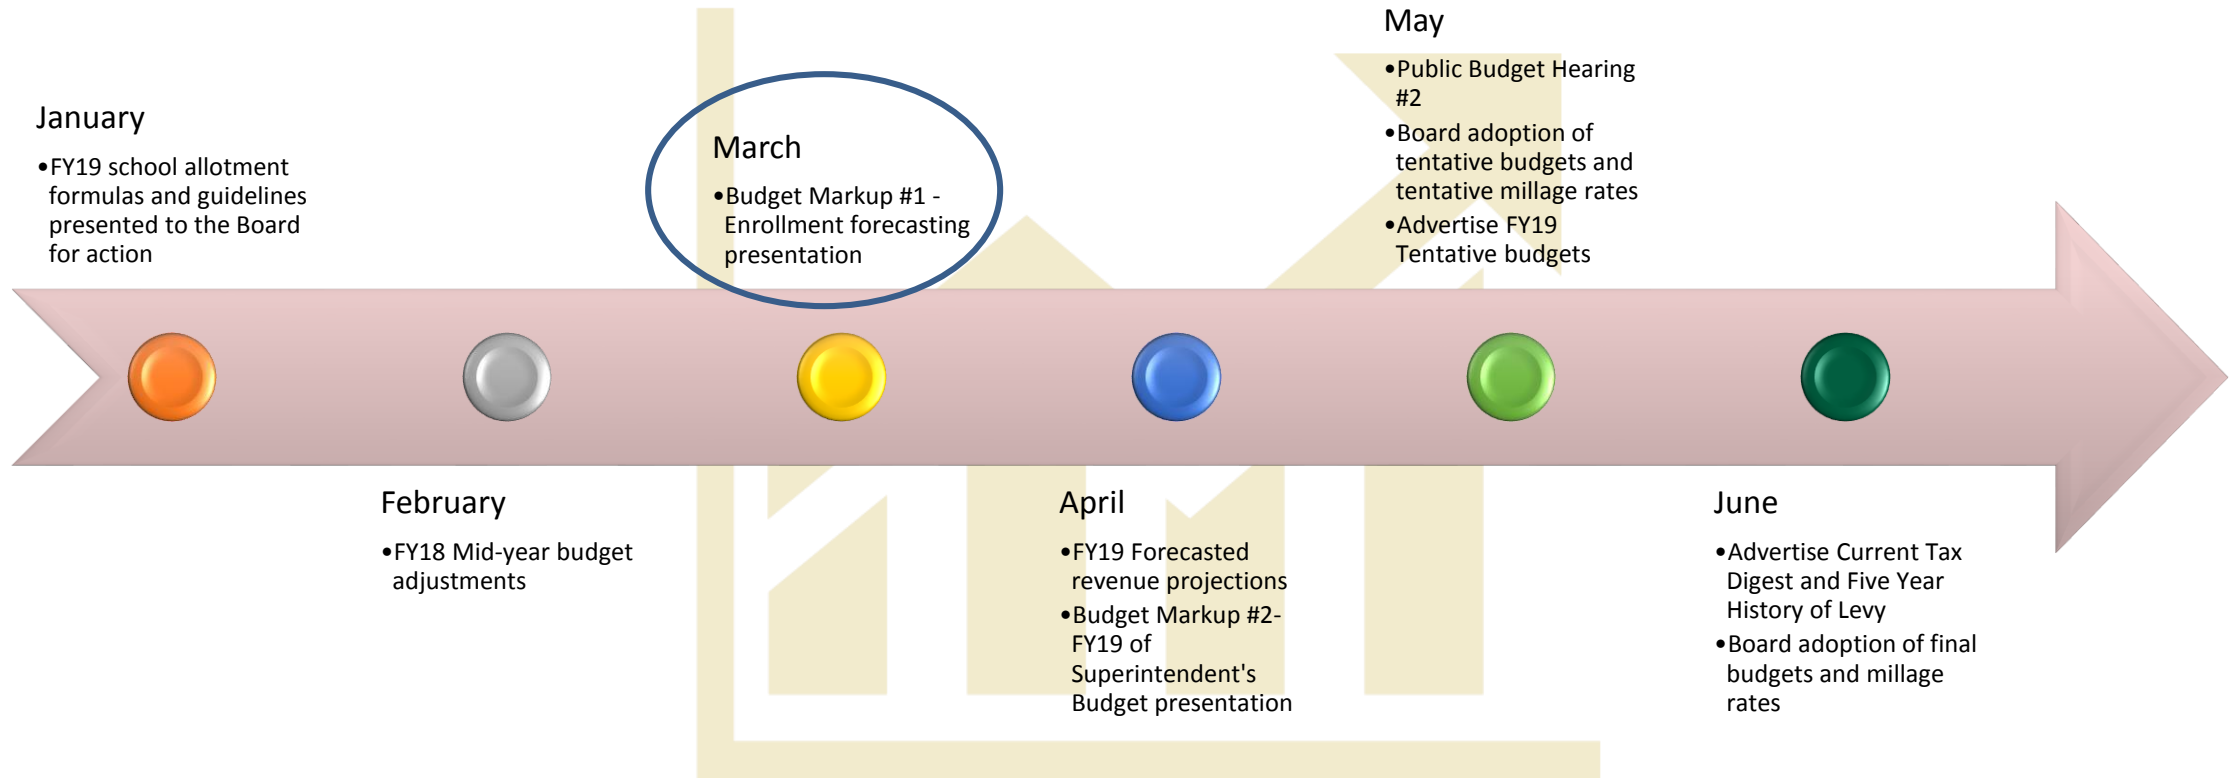 January
•FY19 school allotment
formulas and guidelines
presented to the Board
for action
February
•FY18 Mid-year budget
adjustments
March
•Budget Markup #1 -
Enrollment forecasting
presentation
April
•FY19 Forecasted
revenue projections
•Budget Markup #2-
FY19 of
Superintendent's
Budget presentation
May
•Public Budget Hearing
#2
•Board adoption of
tentative budgets and
tentative millage rates
•Advertise FY19
Tentative budgets
June
•Advertise Current Tax
Digest and Five Year
History of Levy
•Board adoption of final
budgets and millage
rates